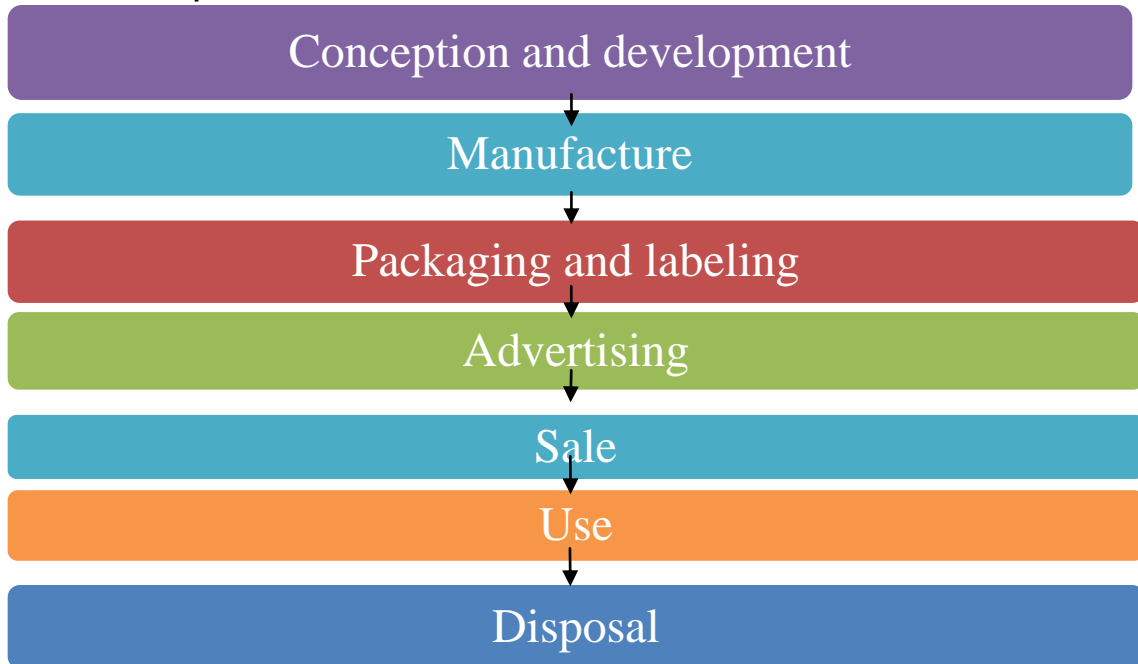 Conception and development
Manufacture
Packaging and labeling
Advertising
Sale
Use
Disposal